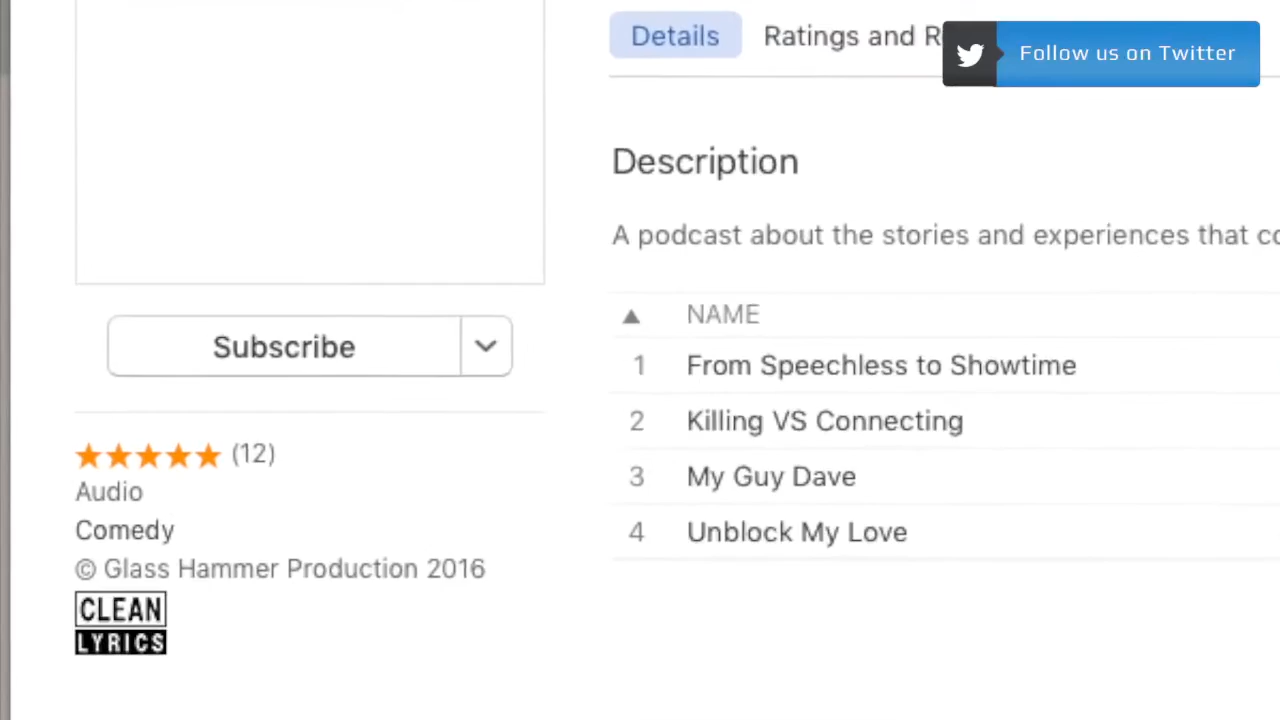 Details
Ratings and R
Follow us on Twitter
Description
A podcast about the stories and experiences that
NAME
1 From Speechless to Showtime
2 Killing VS Connecting
3 My Guy Dave
4 Unblock My Love
Subscribe
(12)
Audio
Comedy
© Glass Hammer Production 2016
CLEAN
LYRICS